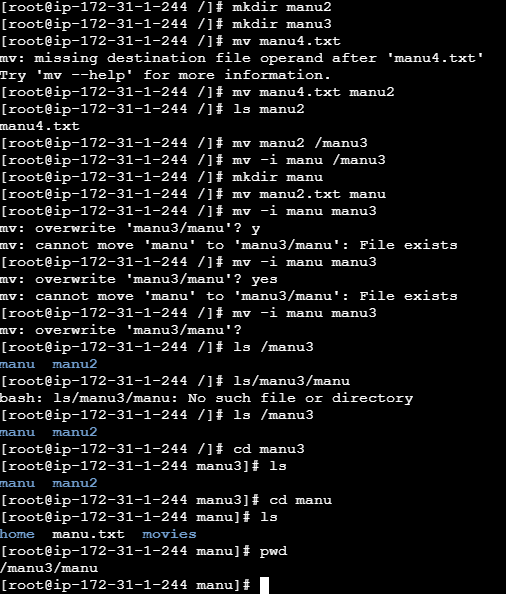 [root@ip-172-31-1-244 /]# mkdir manu2
[root@ip-172-31-1-244 /]# mkdir manu3
[root@ip-172-31-1-244 /]# mv manu4.txt
mv: missing destination file operand after 'manu4.txt'
Try 'mv --help' for more information.
[root@ip-172-31-1-244 /]# mv manu4.txt manu2
[root@ip-172-31-1-244 /]# ls manu2
manu4.txt
[root@ip-172-31-1-244 /]# mv manu2 /manu3
[root@ip-172-31-1-244 /]# mv -i manu /manu3
[root@ip-172-31-1-244 /]# mkdir manu
[root@ip-172-31-1-244 /]# mv manu2.txt manu
[root@ip-172-31-1-244 /]# mv -i manu manu3
mv: overwrite 'manu3/manu'? y
mv: cannot move 'manu' to 'manu3/manu': File exists
[root@ip-172-31-1-244 /]# mv -i manu manu3
mv: overwrite 'manu3/manu'? yes
mv: cannot move 'manu' to 'manu3/manu': File exists
[root@ip-172-31-1-244 /]# mv -i manu manu3
mv: overwrite 'manu3/manu'?
[root@ip-172-31-1-244 /]# ls /manu3
manu  manu2
[root@ip-172-31-1-244 /]# ls/manu3/manu
bash: ls/manu3/manu: No such file or directory
[root@ip-172-31-1-244 /]# ls /manu3
manu  manu2
[root@ip-172-31-1-244 /]# cd manu3
[root@ip-172-31-1-244 manu3]# ls
manu  manu2
[root@ip-172-31-1-244 manu3]# cd manu
[root@ip-172-31-1-244 manu]# ls
home  manu.txt  movies
[root@ip-172-31-1-244 manu]# pwd
/manu3/manu
[root@ip-172-31-1-244 manu]#